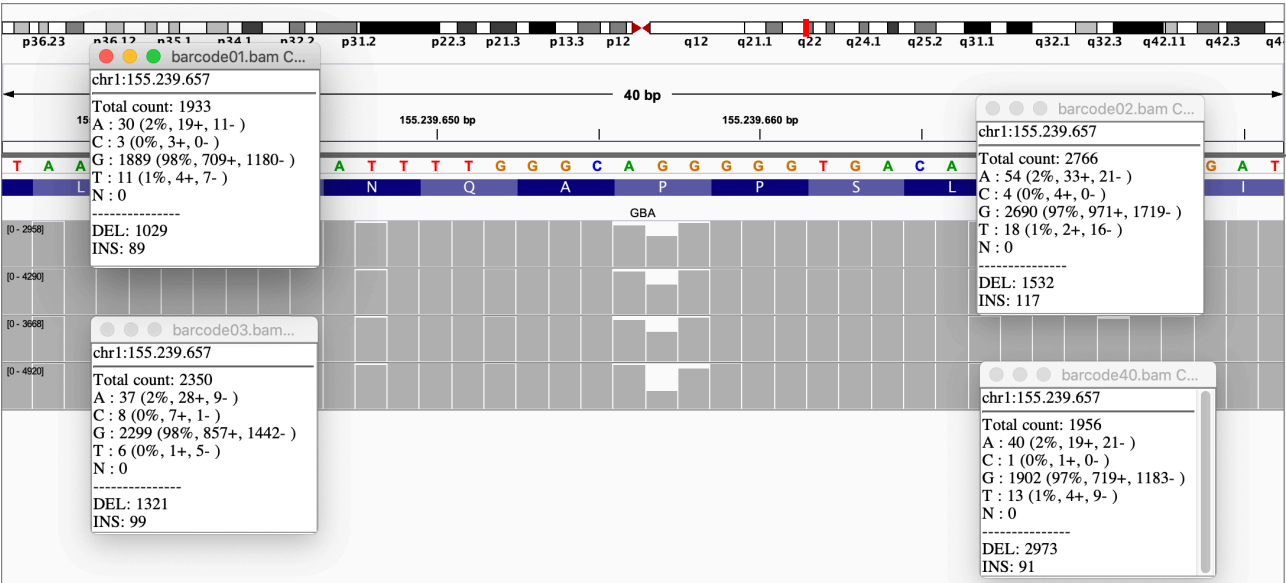 p36.23 p36.12 p35.1 p34.1 p32.2 p31.2 p22.3 p21.3 p13.3 p12 q12 q21.1 q22 q24.1 q25.2 q31.1 q32.1 q32.3 q42.11 q42.3 q4
barcode01.bam C...
chr1:155.239.657
Total count: 1933
A : 30 (2%, 19+, 11- )
C : 3 (0%, 3+, 0- )
G : 1889 (98%, 709+, 1180- )
T : 11 (1%, 4+, 7- )
N : 0
---------------
DEL: 1029
INS: 89
40 bp
155.239.650 bp
155.239.660 bp
barcode02.bam C...
chr1:155.239.657
Total count: 2766
A : 54 (2%, 33+, 21- )
C : 4 (0%, 4+, 0- )
G : 2690 (97%, 971+, 1719- )
T : 18 (1%, 2+, 16- )
N : 0
---------------
DEL: 1532
INS: 117
T A A A T T T T G G G C A G G G G G T G A C A G A T
L N Q A P P S L I
GBA
[0 - 2958]
[0 - 4290]
[0 - 3668]
[0 - 4920]
barcode03.bam...
chr1:155.239.657
Total count: 2350
A : 37 (2%, 28+, 9- )
C : 8 (0%, 7+, 1- )
G : 2299 (98%, 857+, 1442- )
T : 6 (0%, 1+, 5- )
N : 0
---------------
DEL: 1321
INS: 99
barcode40.bam C...
chr1:155.239.657
Total count: 1956
A : 40 (2%, 19+, 21- )
C : 1 (0%, 1+, 0- )
G : 1902 (97%, 719+, 1183- )
T : 13 (1%, 4+, 9- )
N : 0
---------------
DEL: 2973
INS: 91